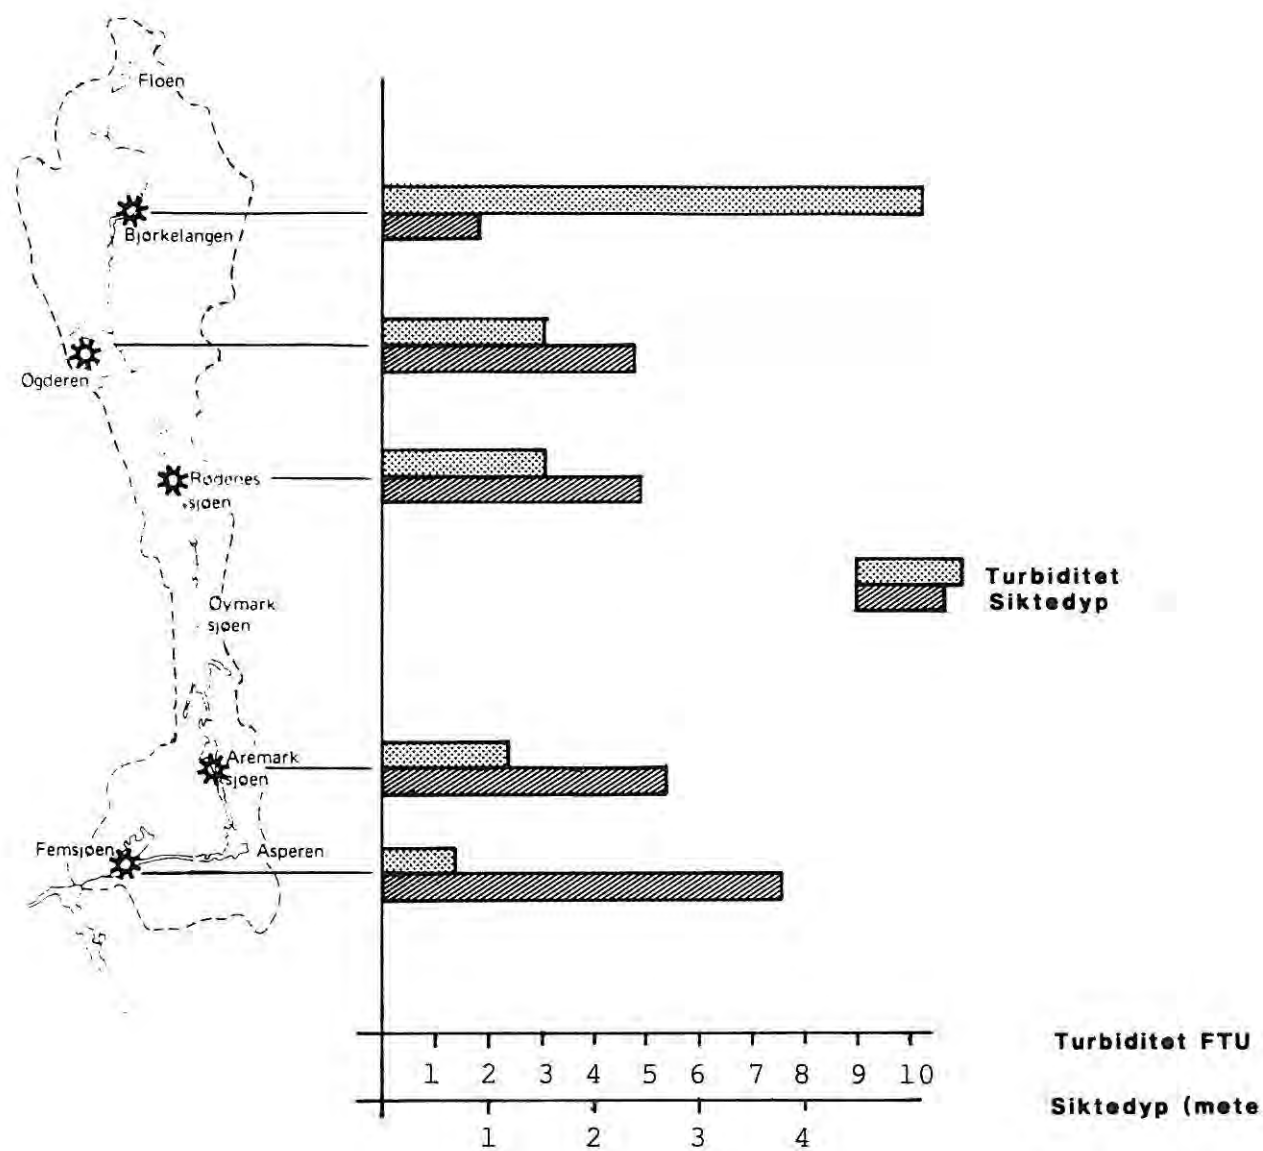 Floen
Bjørkelangen
Ogderen
Rødenes
sjøen
Turbiditet
Siktedyp
Øymark
sjøen
Aremark
sjøen
Femsjøen
Asperen
Turbiditet FTU
1 2 3 4 5 6 7 8 9 10
Siktedyp (mete
1 2 3 4